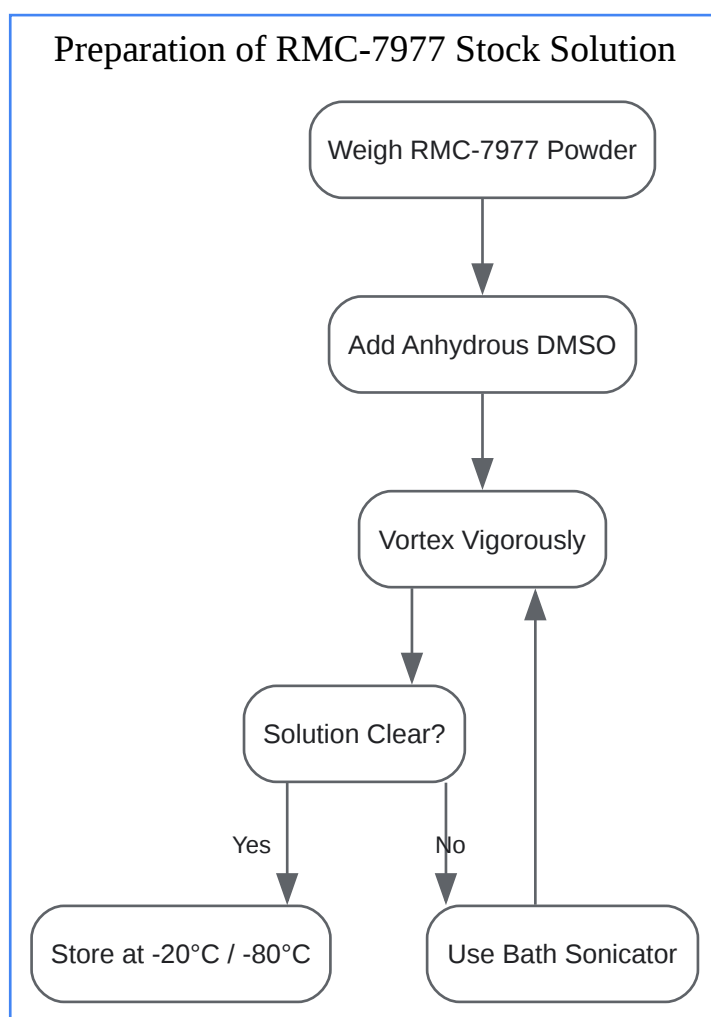 Preparation of RMC-7977 Stock Solution
Weigh RMC-7977 Powder
Add Anhydrous DMSO
Vortex Vigorously
Solution Clear?
Yes
No
Store at -20°C / -80°C
Use Bath Sonicator